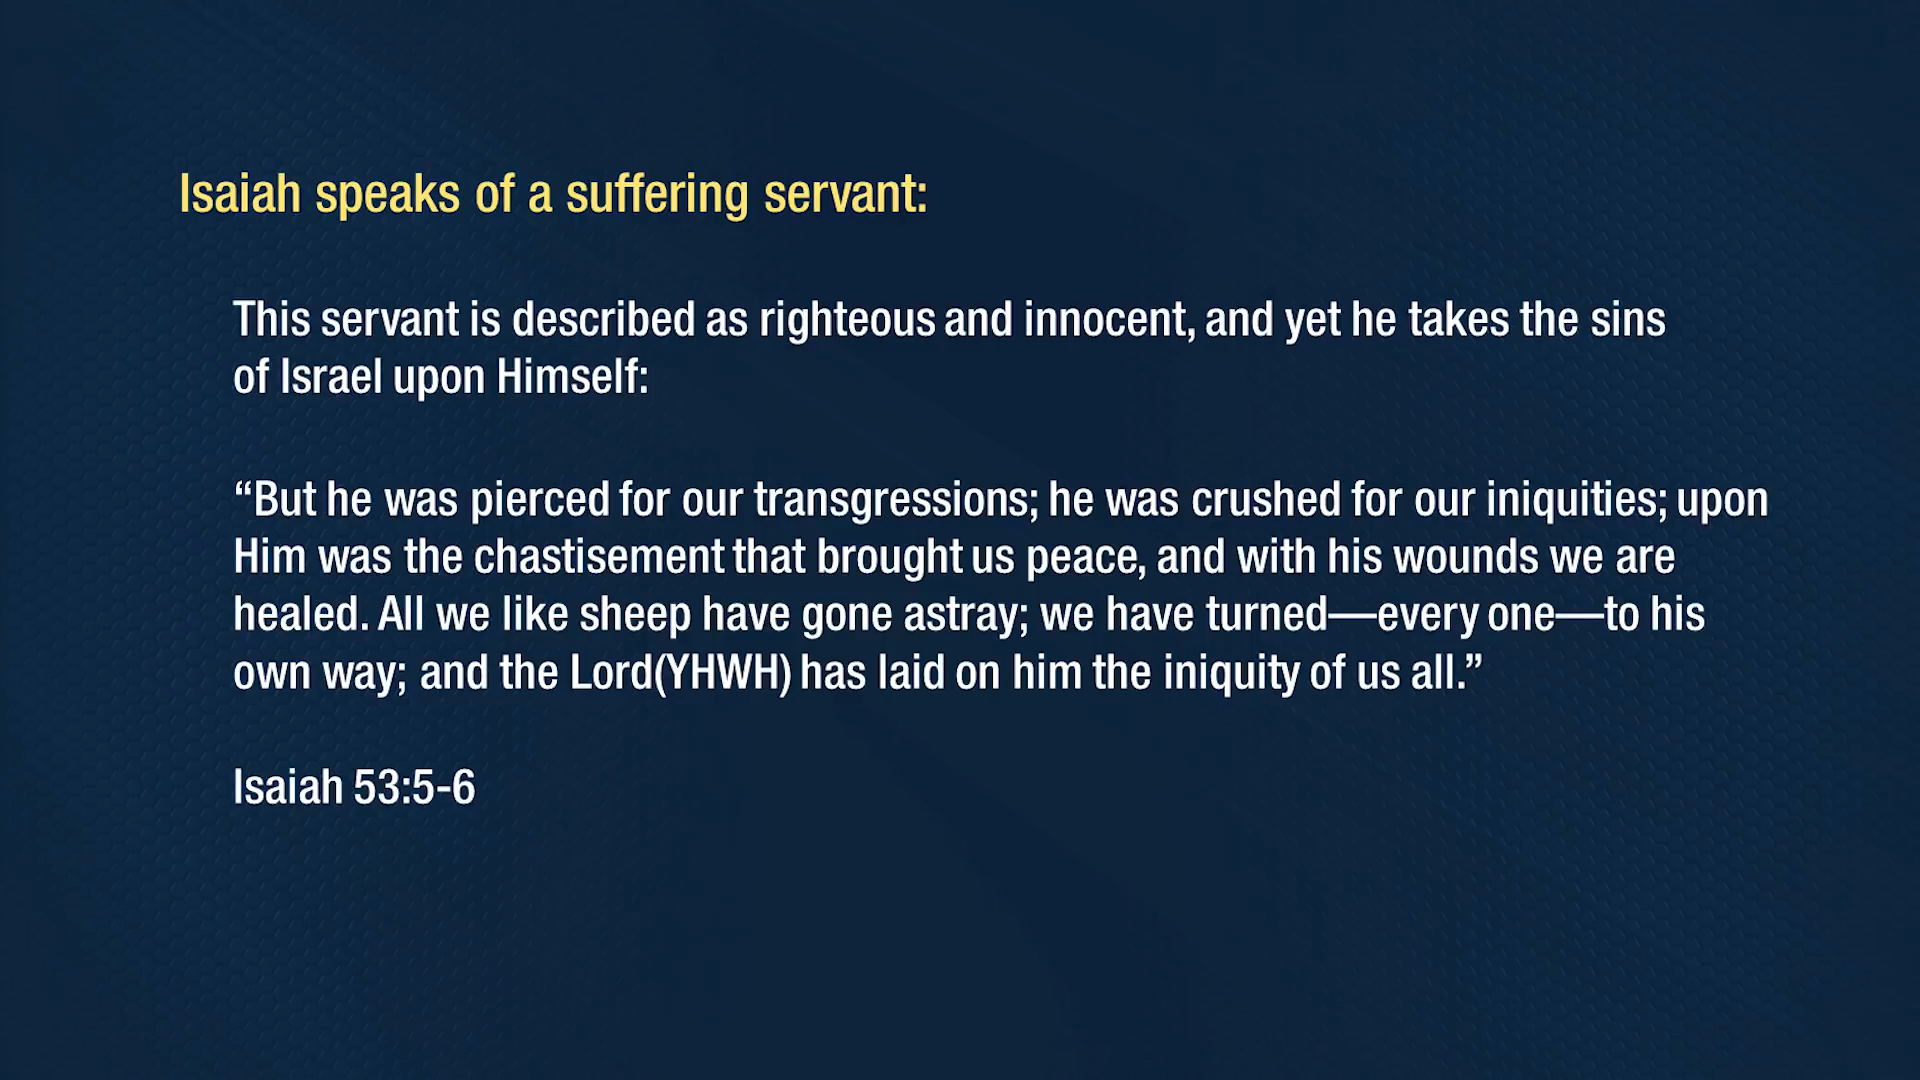 Isaiah speaks of a suffering servant:
This servant is described as righteous and innocent, and yet he takes the sins
of Israel upon Himself:
“But he was pierced for our transgressions; he was crushed for our iniquities; upon
Him was the chastisement that brought us peace, and with his wounds we are
healed. All we like sheep have gone astray; we have turned—every one—to his
own way; and the Lord(YHWH) has laid on him the iniquity of us all.”
Isaiah 53:5-6